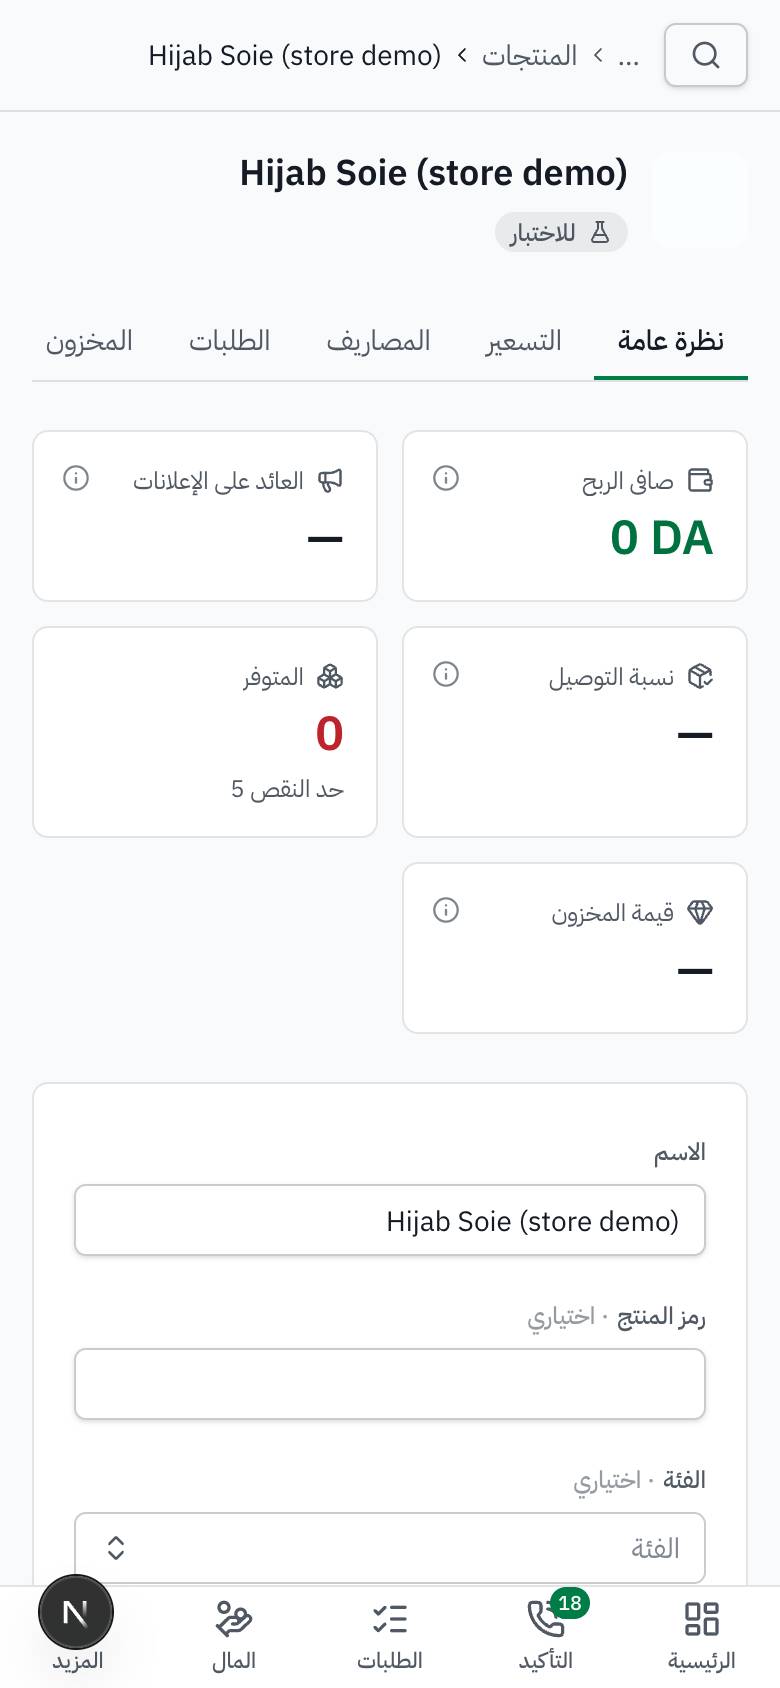 ... › المنتجات › Hijab Soie (store demo)
Hijab Soie (store demo)
للاختبار
نظرة عامة
التسعير
المصاريف
الطلبات
المخزون
صافي الربح
0 DA
العائد على الإعلانات
—
نسبة التوصيل
—
المتوفر
0
حد النقص 5
قيمة المخزون
—
الاسم
Hijab Soie (store demo)
رمز المنتج · اختياري
الفئة · اختياري
الفئة
الرئيسية
18
التأكيد
الطلبات
المال
N
المزيد